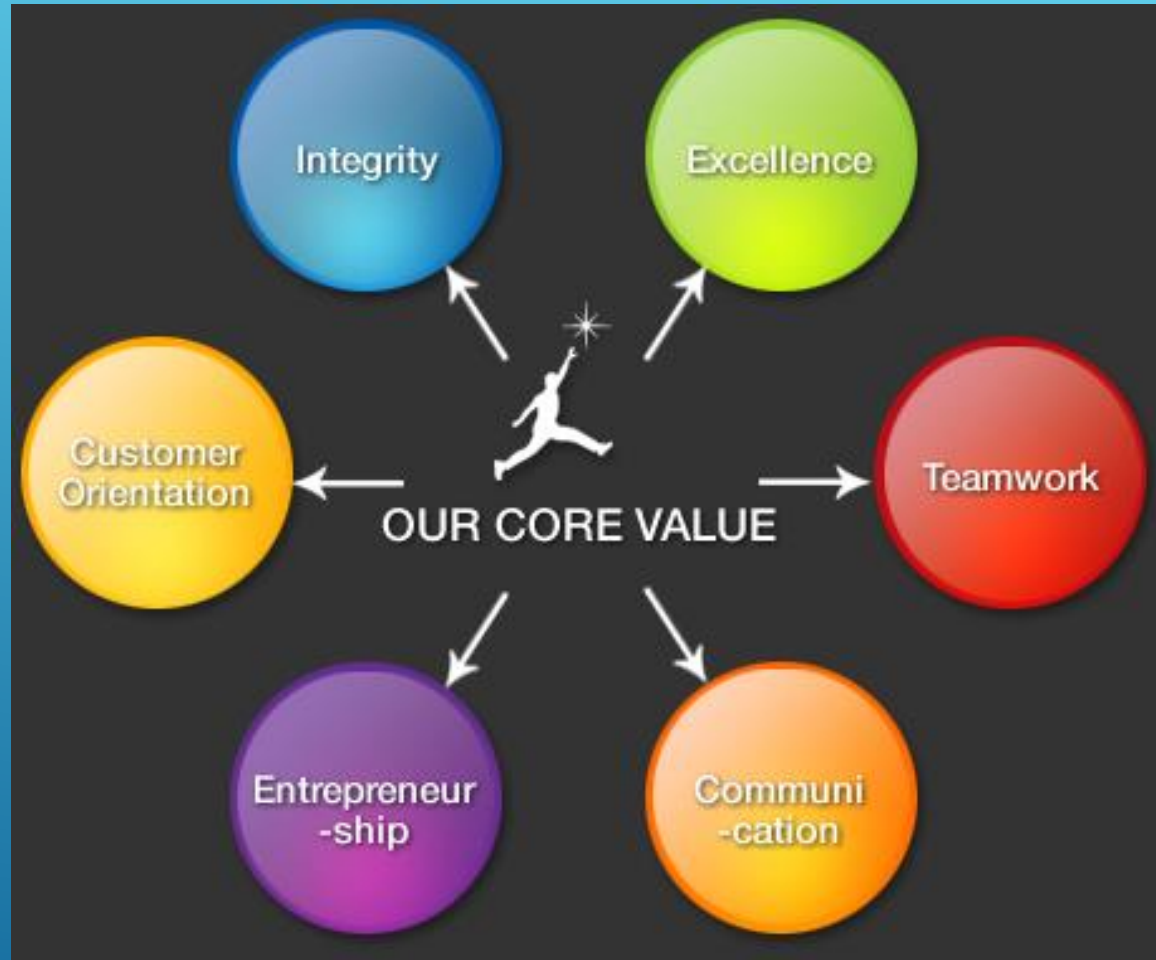 Integrity
Excellence
Customer
Orientation
Teamwork
OUR CORE VALUE
Entrepreneur
-ship
Communi
-cation